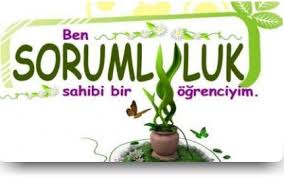 Ben
SORUMLULUK
sahibi bir öğrenciyim.